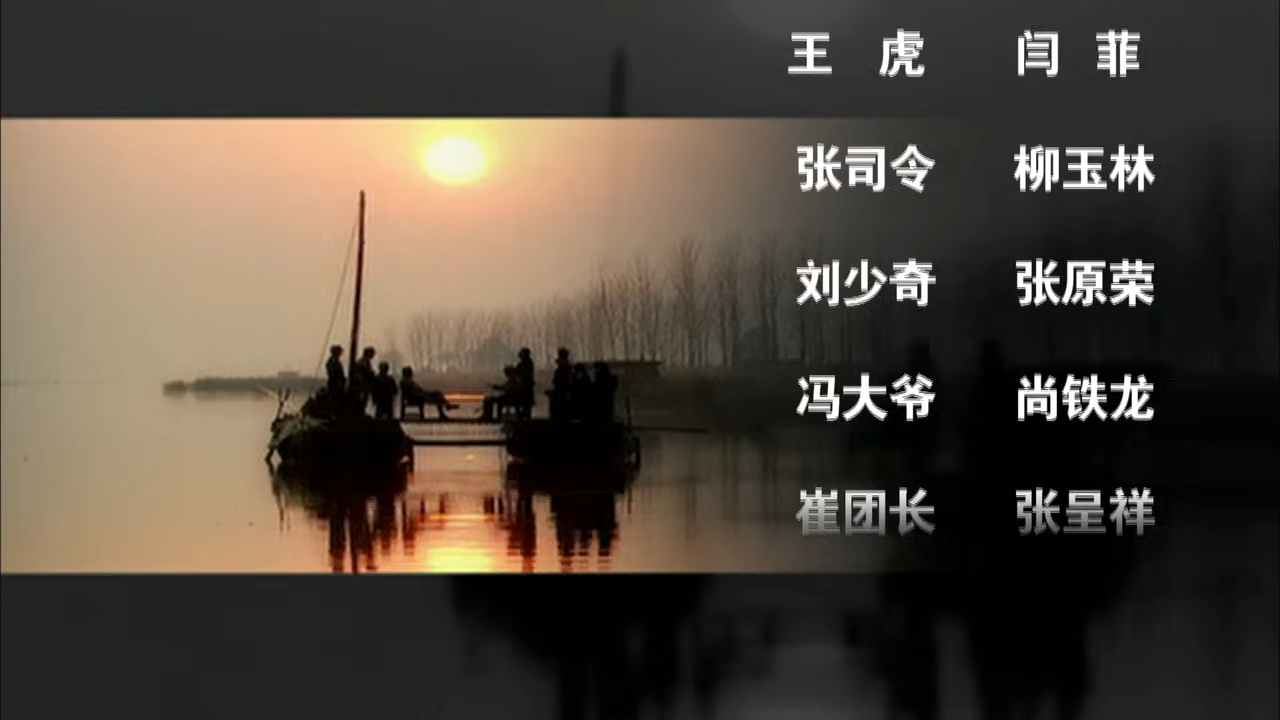 王虎 闫菲
张司令 柳玉林
刘少奇 张原荣
冯大爷 尚铁龙
崔团长 张呈祥